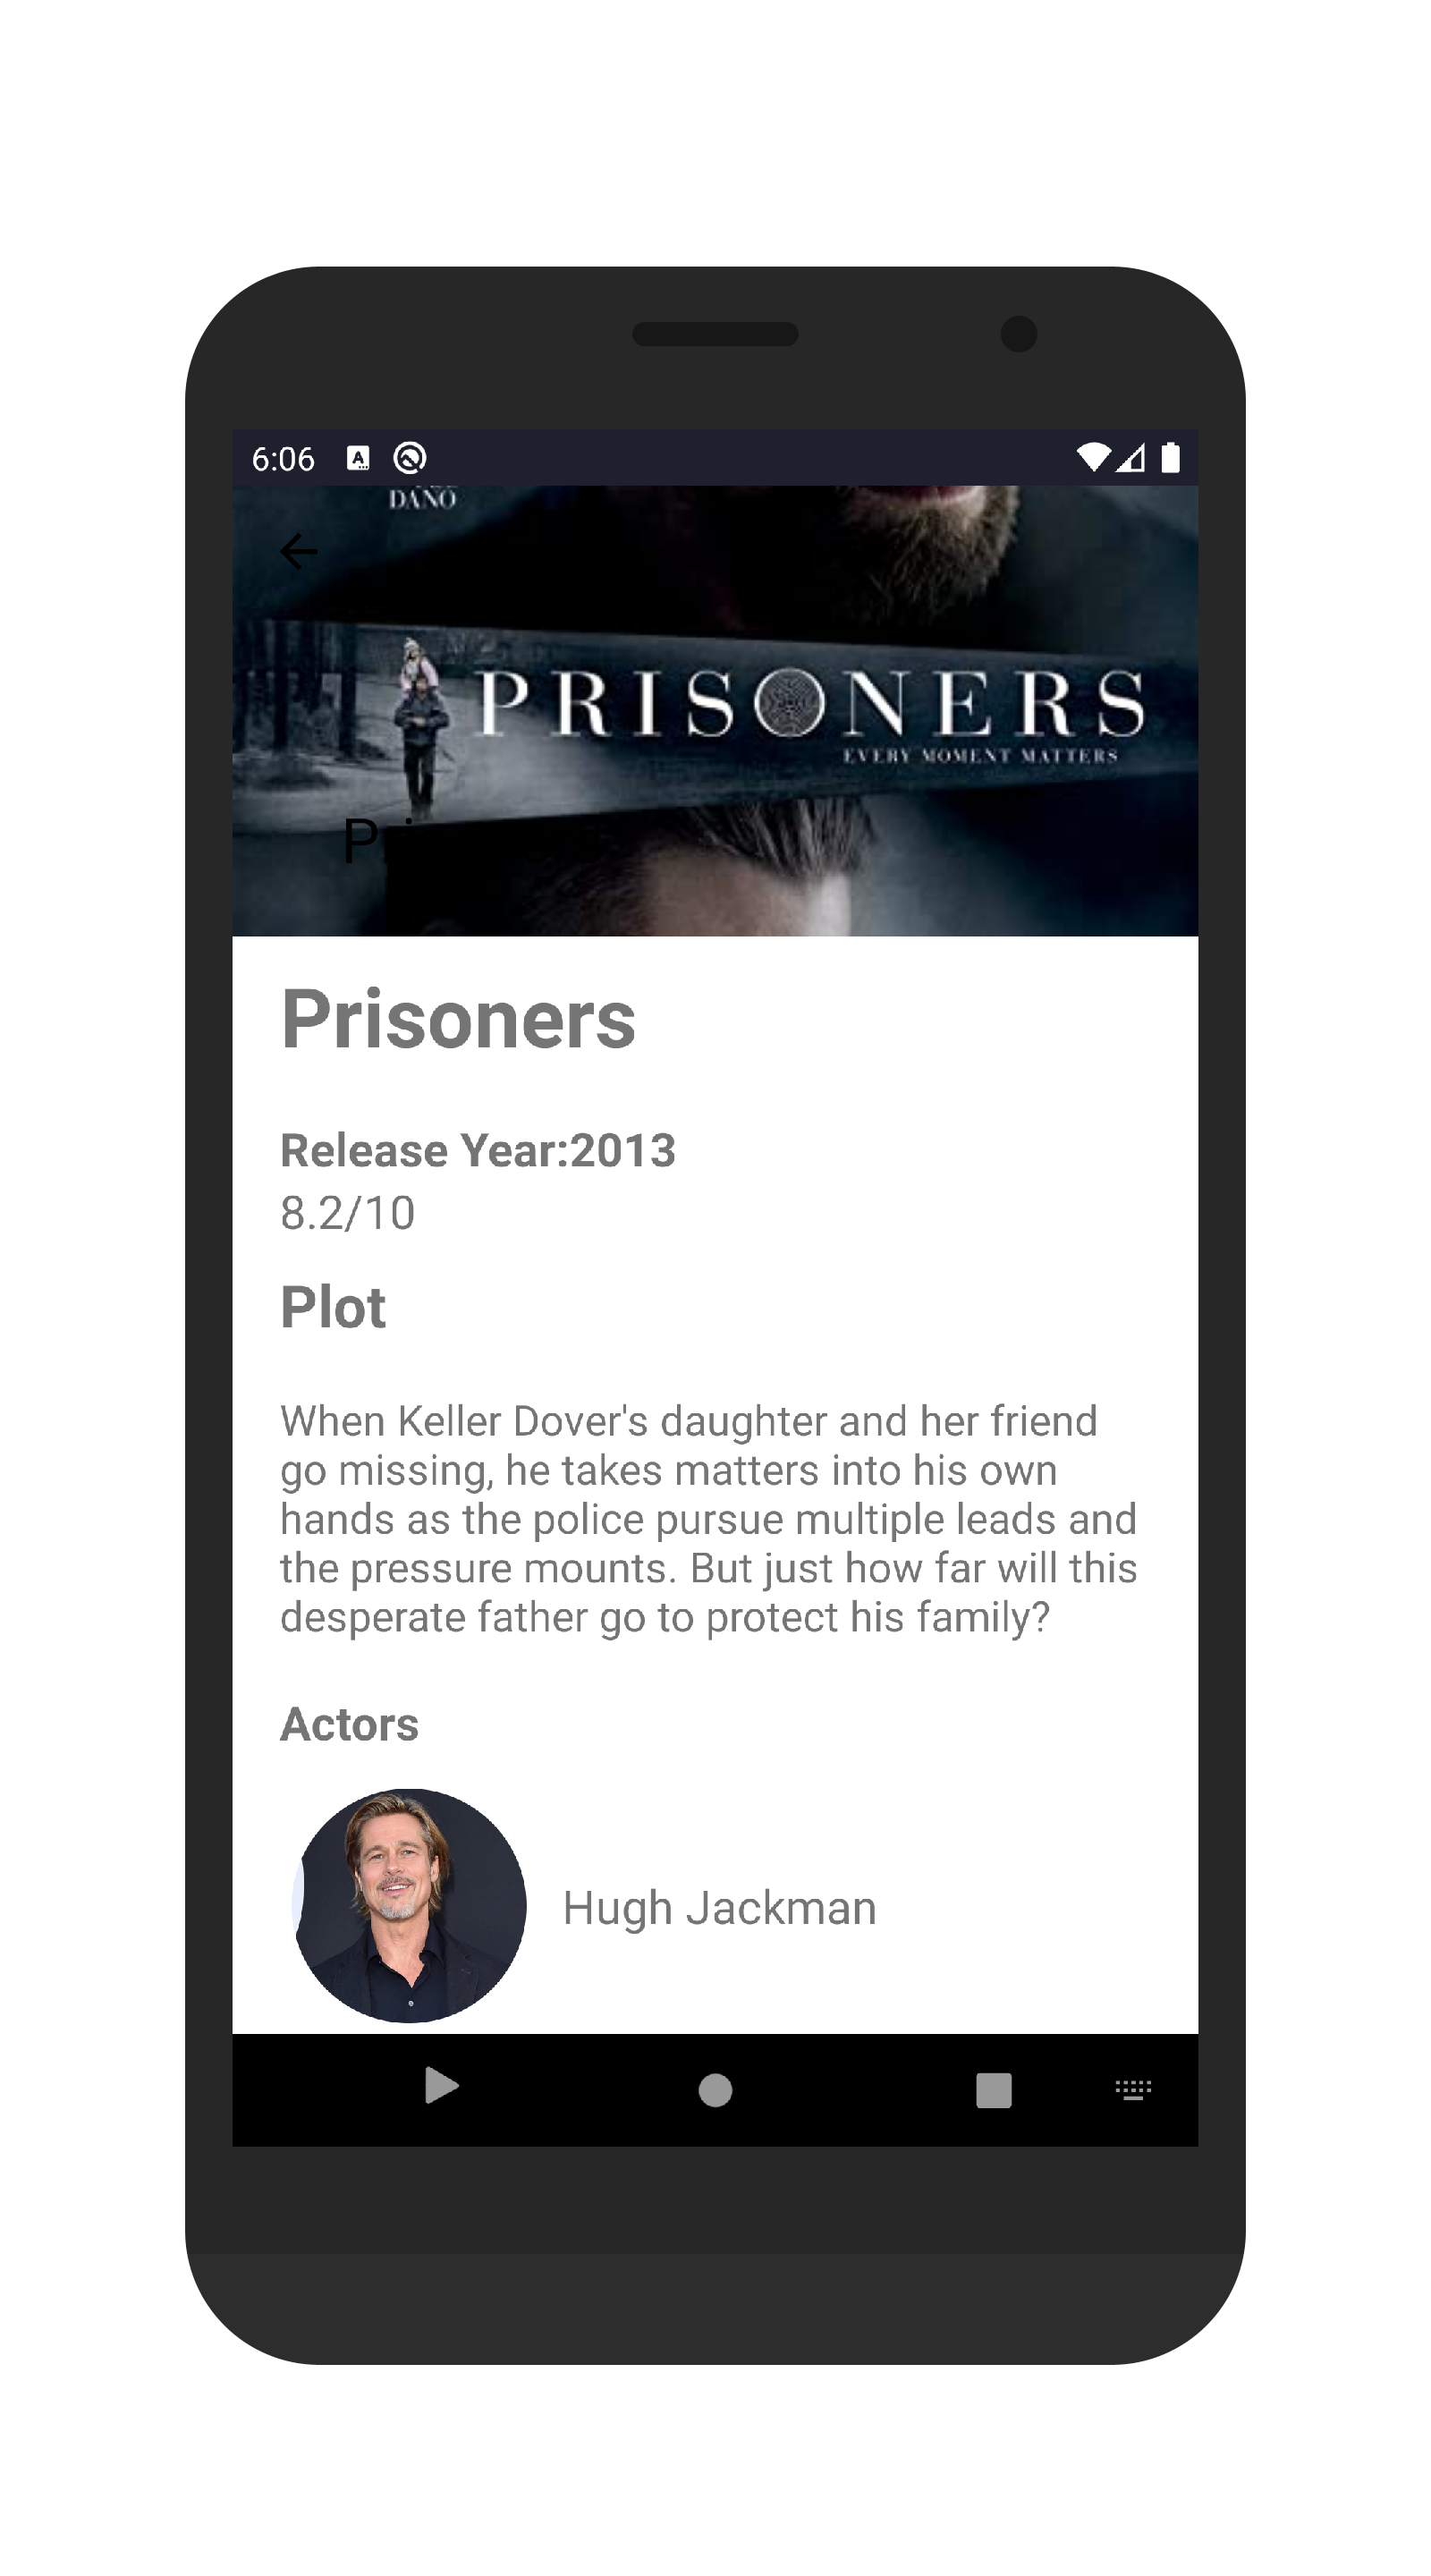 6:06
DANO
PRISONERS
EVERY MOMENT MATTERS
Pri
Prisoners
Release Year:2013
8.2/10
Plot
When Keller Dover's daughter and her friend
go missing, he takes matters into his own
hands as the police pursue multiple leads and
the pressure mounts. But just how far will this
desperate father go to protect his family?
Actors
Hugh Jackman